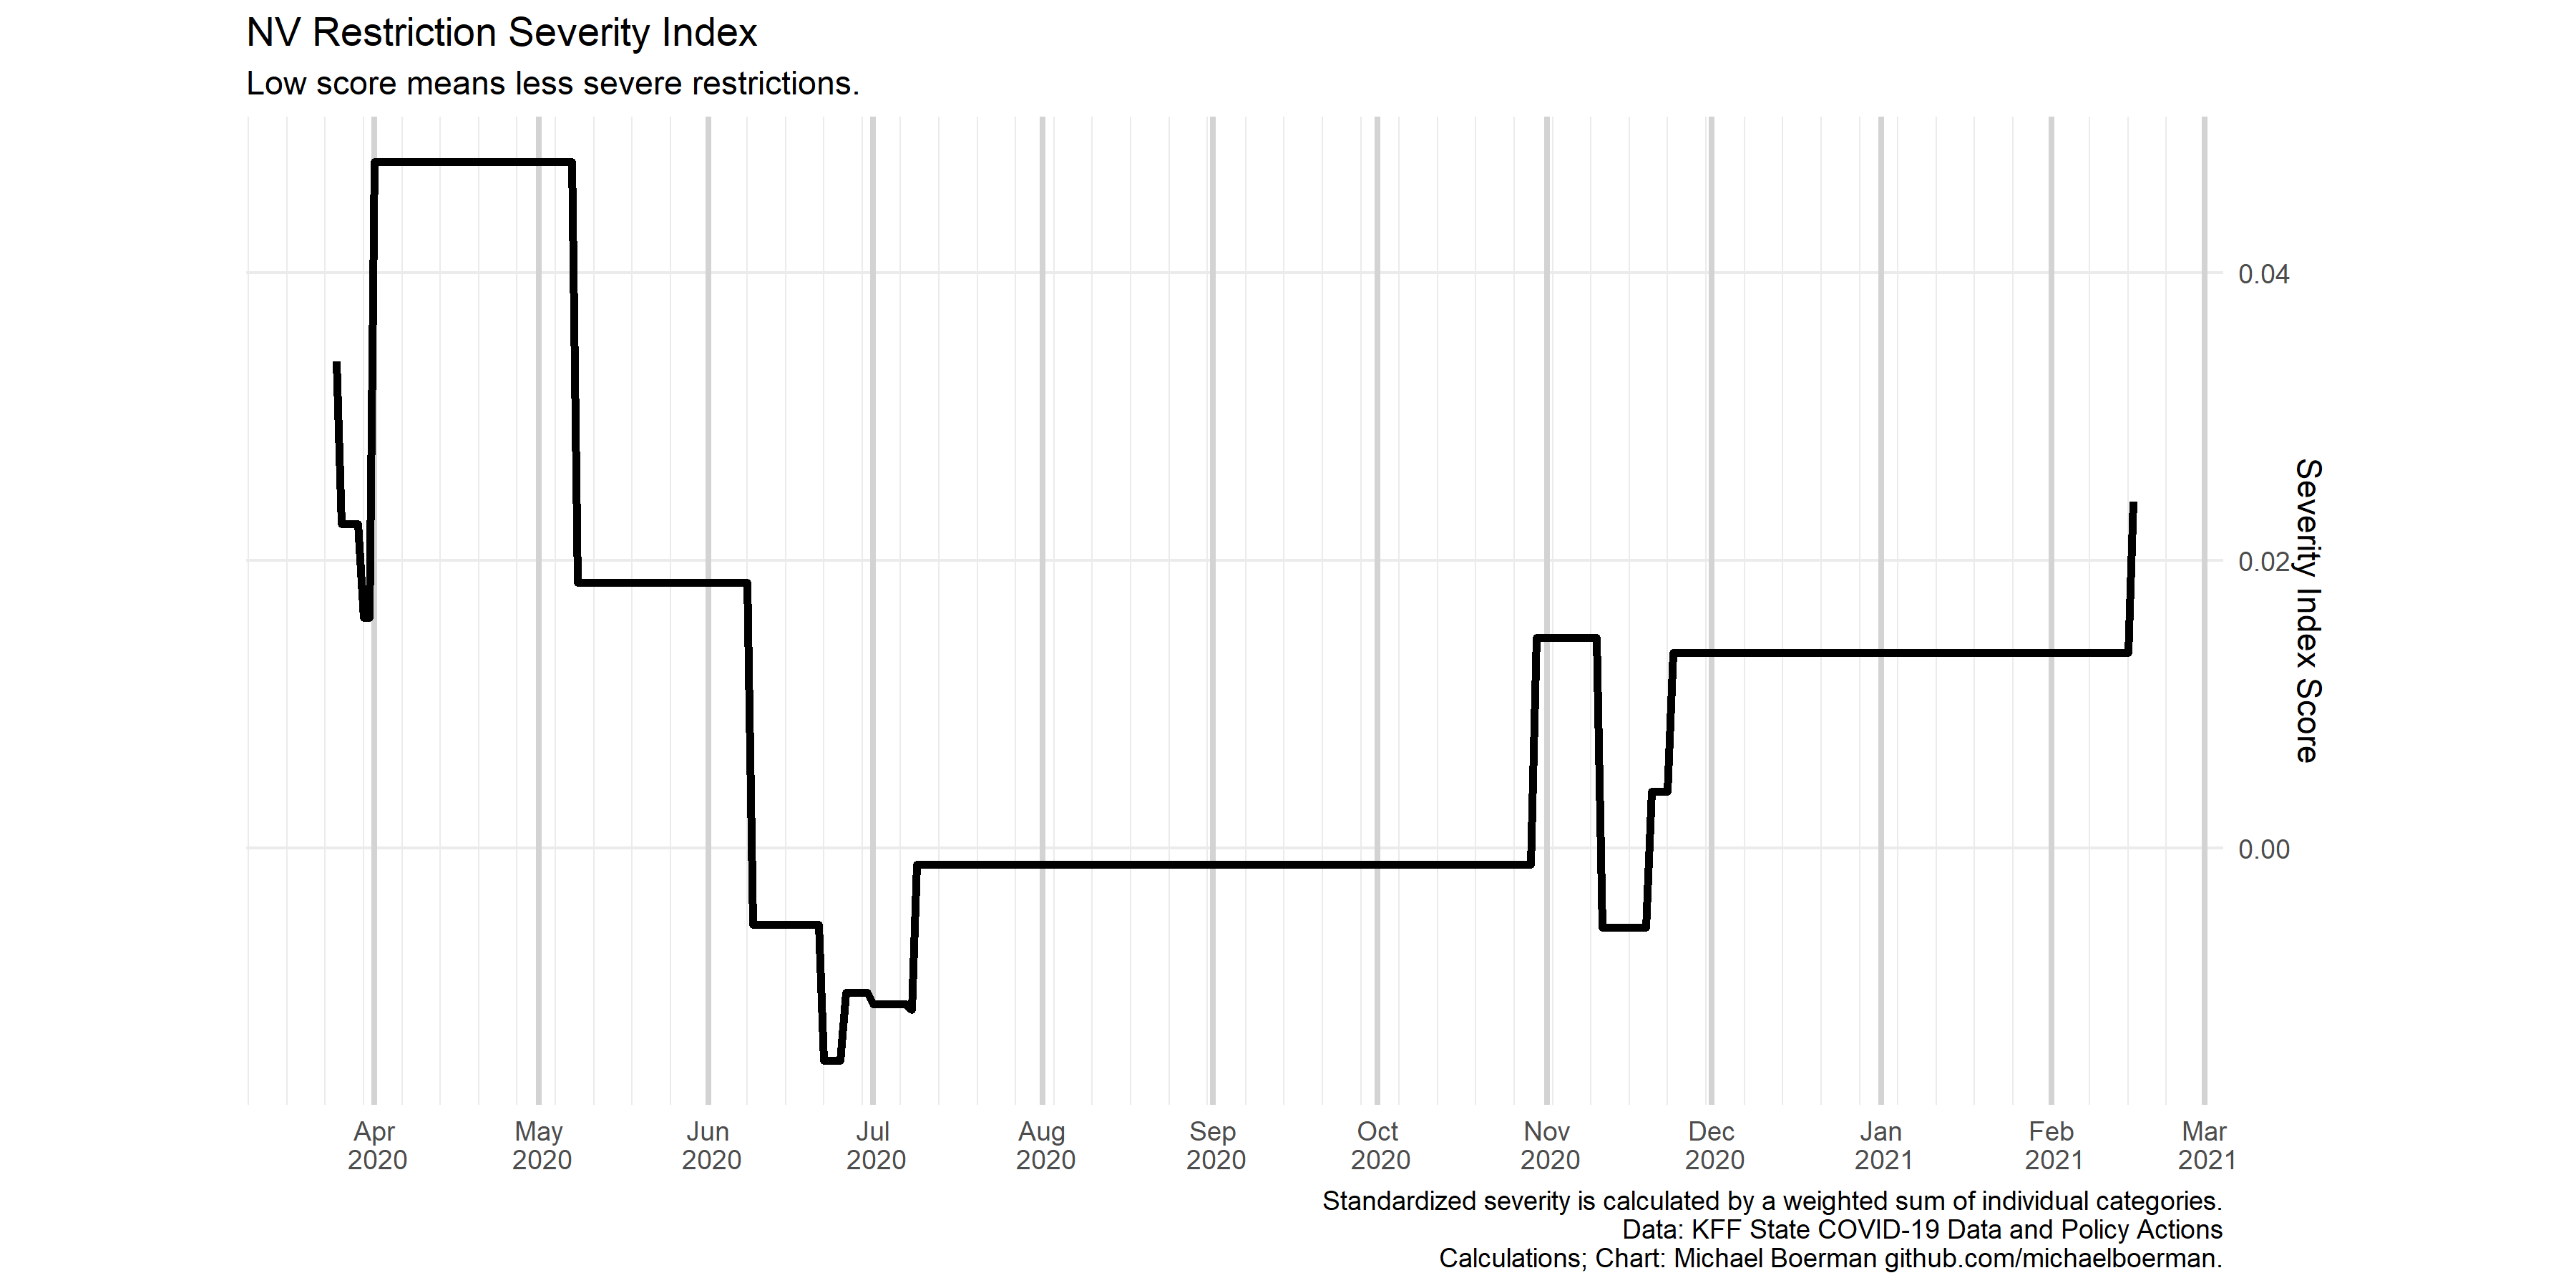 NV Restriction Severity Index
Low score means less severe restrictions.
0.04
0.02
0.00
Severity Index Score
Apr 2020
May 2020
Jun 2020
Jul 2020
Aug 2020
Sep 2020
Oct 2020
Nov 2020
Dec 2020
Jan 2021
Feb 2021
Mar 2021
Standardized severity is calculated by a weighted sum of individual categories.
Data: KFF State COVID-19 Data and Policy Actions
Calculations; Chart: Michael Boerman github.com/michaelboerman.